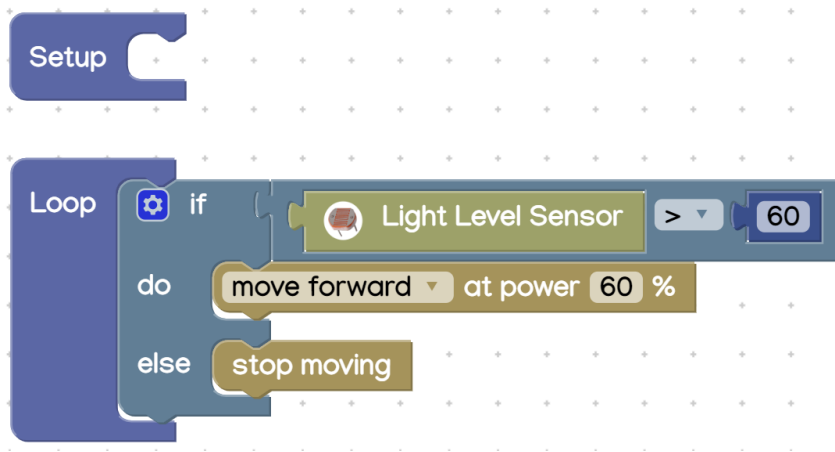 Setup
Loop if Light Level Sensor > 60
do move forward at power 60 %
else stop moving